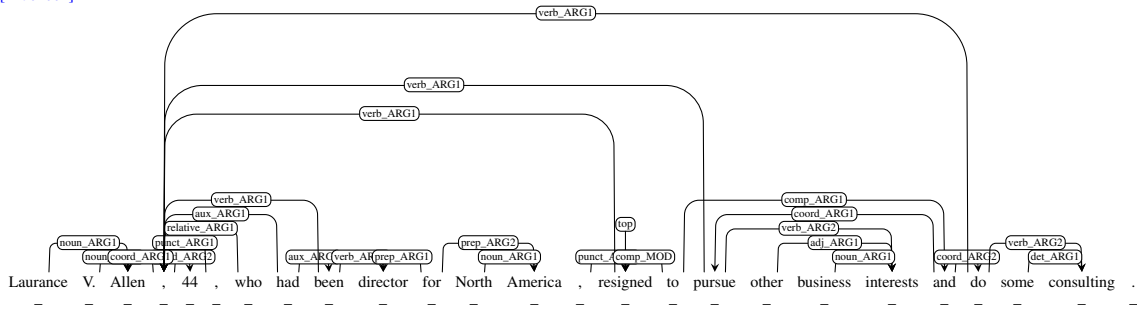 verb_ARG1
verb_ARG1
verb_ARG1
verb_ARG1 comp_ARG1
aux_ARG1 coord_ARG1
relative_ARG1 top verb_ARG2
noun_ARG1 punct_ARG1 prep_ARG2 adj_ARG1 verb_ARG2
coord_ARG1 prep_ARG1 noun_ARG1 comp_MOD noun_ARG1 coord_ARG2 det_ARG1
Laurance V. Allen , 44 , who had been director for North America , resigned to pursue other business interests and do some consulting .
_ _ _ _ _ _ _ _ _ _ _ _ _ _ _ _ _ _ _ _ _ _ _ _ _